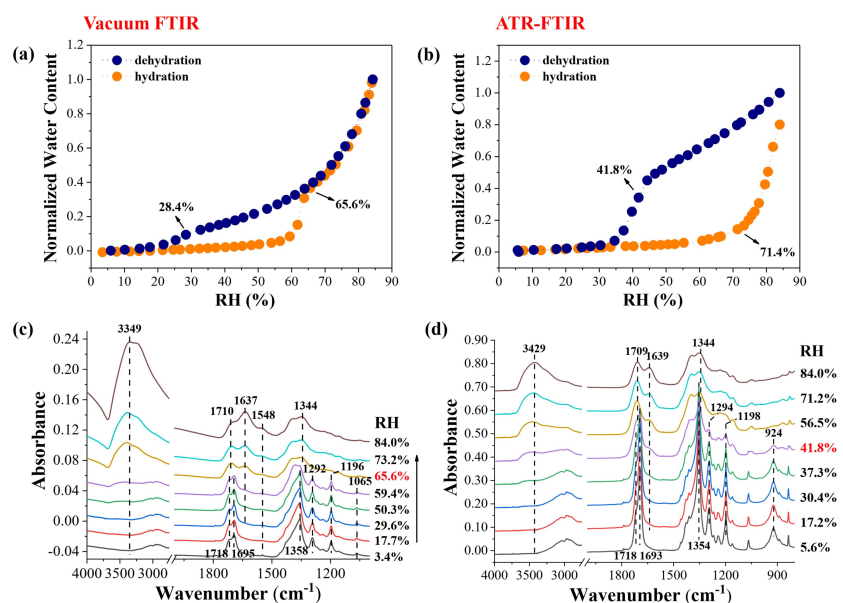 Vacuum FTIR
ATR-FTIR
(a)
dehydration
hydration
Normalized Water Content
1.0
0.8
0.6
0.4
0.2
0.0
28.4%
65.6%
0 10 20 30 40 50 60 70 80 90
RH (%)
(b)
dehydration
hydration
Normalized Water Content
1.0
0.8
0.6
0.4
0.2
0.0
41.8%
71.4%
0 10 20 30 40 50 60 70 80 90
RH (%)
(c)
Absorbance
0.24
0.20
0.16
0.12
0.08
0.04
0.00
-0.04
3349
1710
1637
1548
1344
1292
1196
1065
1718
1695
1358
RH
84.0%
73.2%
65.6%
59.4%
50.3%
29.6%
17.7%
3.4%
4000 3300 3000 1800 1500 1200
Wavenumber (cm⁻¹)
(d)
Absorbance
0.90
0.80
0.70
0.60
0.50
0.40
0.30
0.20
0.10
0.00
3429
1709
1639
1344
1294
1198
924
1718
1693
1354
RH
84.0%
71.2%
56.5%
41.8%
37.3%
30.4%
17.2%
5.6%
4000 3300 3000 1800 1500 1200 900
Wavenumber (cm⁻¹)